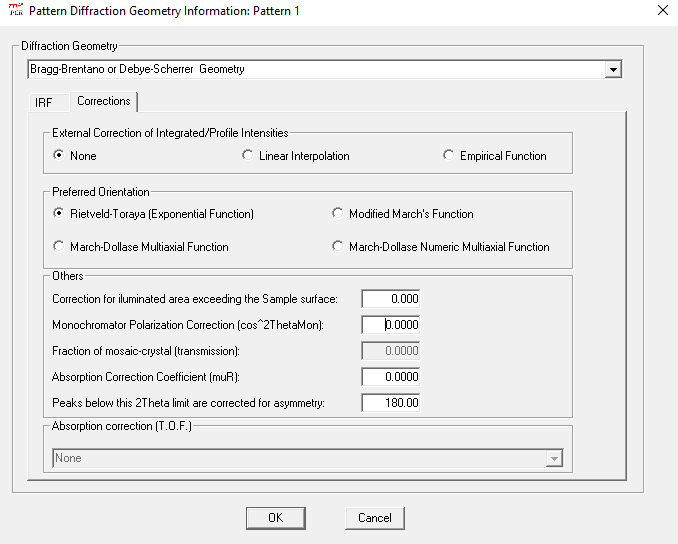 PCR Pattern Diffraction Geometry Information: Pattern 1
Diffraction Geometry
Bragg-Brentano or Debye-Scherrer Geometry
IRF Corrections
External Correction of Integrated/Profile Intensities
None Linear Interpolation Empirical Function
Preferred Orientation
Rietveld-Toraya (Exponential Function) Modified March's Function
March-Dollase Multiaxial Function March-Dollase Numeric Multiaxial Function
Others
Correction for iluminated area exceeding the Sample surface: 0.000
Monochromator Polarization Correction (cos^2ThetaMon): 0.0000
Fraction of mosaic-crystal (transmission): 0.0000
Absorption Correction Coefficient (muR): 0.0000
Peaks below this 2Theta limit are corrected for asymmetry: 180.00
Absorption correction (T.O.F.)
None
OK Cancel